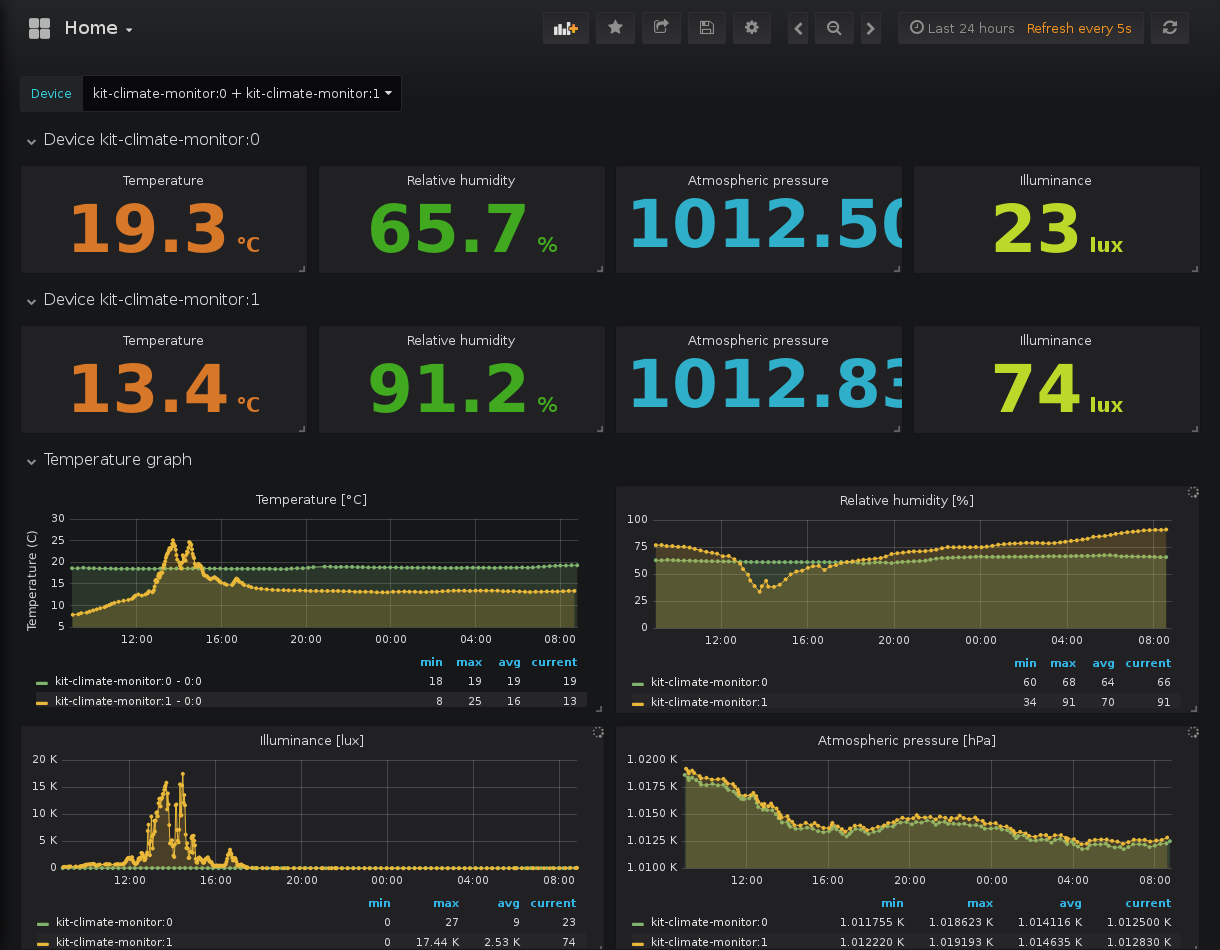 Home
Last 24 hours Refresh every 5s
Device kit-climate-monitor:0 + kit-climate-monitor:1
Device kit-climate-monitor:0
Temperature Relative humidity Atmospheric pressure Illuminance
19.3 °C 65.7 % 1012.50 23 lux
Device kit-climate-monitor:1
Temperature Relative humidity Atmospheric pressure Illuminance
13.4 °C 91.2 % 1012.83 74 lux
Temperature graph
Temperature [°C]
Temperature (C)
30
25
20
15
10
5
12:00 16:00 20:00 00:00 04:00 08:00
min max avg current
kit-climate-monitor:0 - 0:0 18 19 19 19
kit-climate-monitor:1 - 0:0 8 25 16 13
Relative humidity [%]
100
75
50
25
0
12:00 16:00 20:00 00:00 04:00 08:00
min max avg current
kit-climate-monitor:0 60 68 64 66
kit-climate-monitor:1 34 91 70 91
Illuminance [lux]
20 K
15 K
10 K
5 K
0
12:00 16:00 20:00 00:00 04:00 08:00
min max avg current
kit-climate-monitor:0 0 27 9 23
kit-climate-monitor:1 0 17.44 K 2.53 K 74
Atmospheric pressure [hPa]
1.0200 K
1.0175 K
1.0150 K
1.0125 K
1.0100 K
12:00 16:00 20:00 00:00 04:00 08:00
min max avg current
kit-climate-monitor:0 1.011755 K 1.018623 K 1.014116 K 1.012500 K
kit-climate-monitor:1 1.012220 K 1.019193 K 1.014635 K 1.012830 K